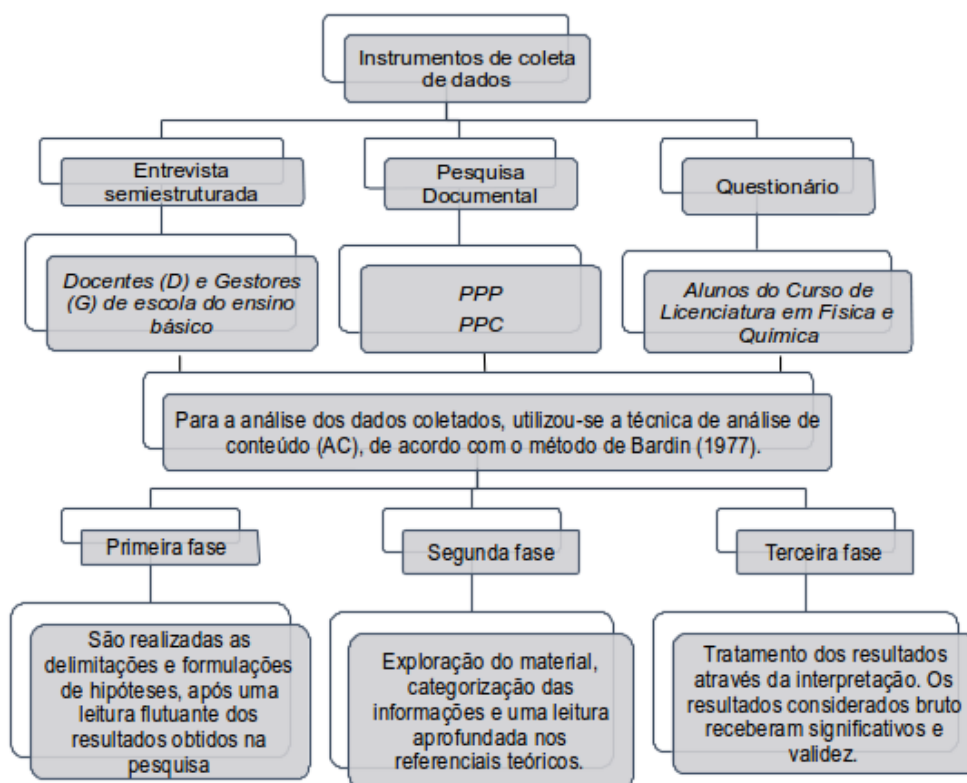 Instrumentos de coleta
de dados
Entrevista
semiestruturada
Pesquisa
Documental
Questionário
Docentes (D) e Gestores
(G) de escola do ensino
básico
PPP
PPC
Alunos do Curso de
Licenciatura em Física e
Química
Para a análise dos dados coletados, utilizou-se a técnica de análise de
conteúdo (AC), de acordo com o método de Bardin (1977).
Primeira fase
Segunda fase
Terceira fase
São realizadas as
delimitações e formulações
de hipóteses, após uma
leitura flutuante dos
resultados obtidos na
pesquisa
Exploração do material,
categorização das
informações e uma leitura
aprofundada nos
referenciais teóricos.
Tratamento dos resultados
através da interpretação. Os
resultados considerados bruto
receberam significativos e
validez.